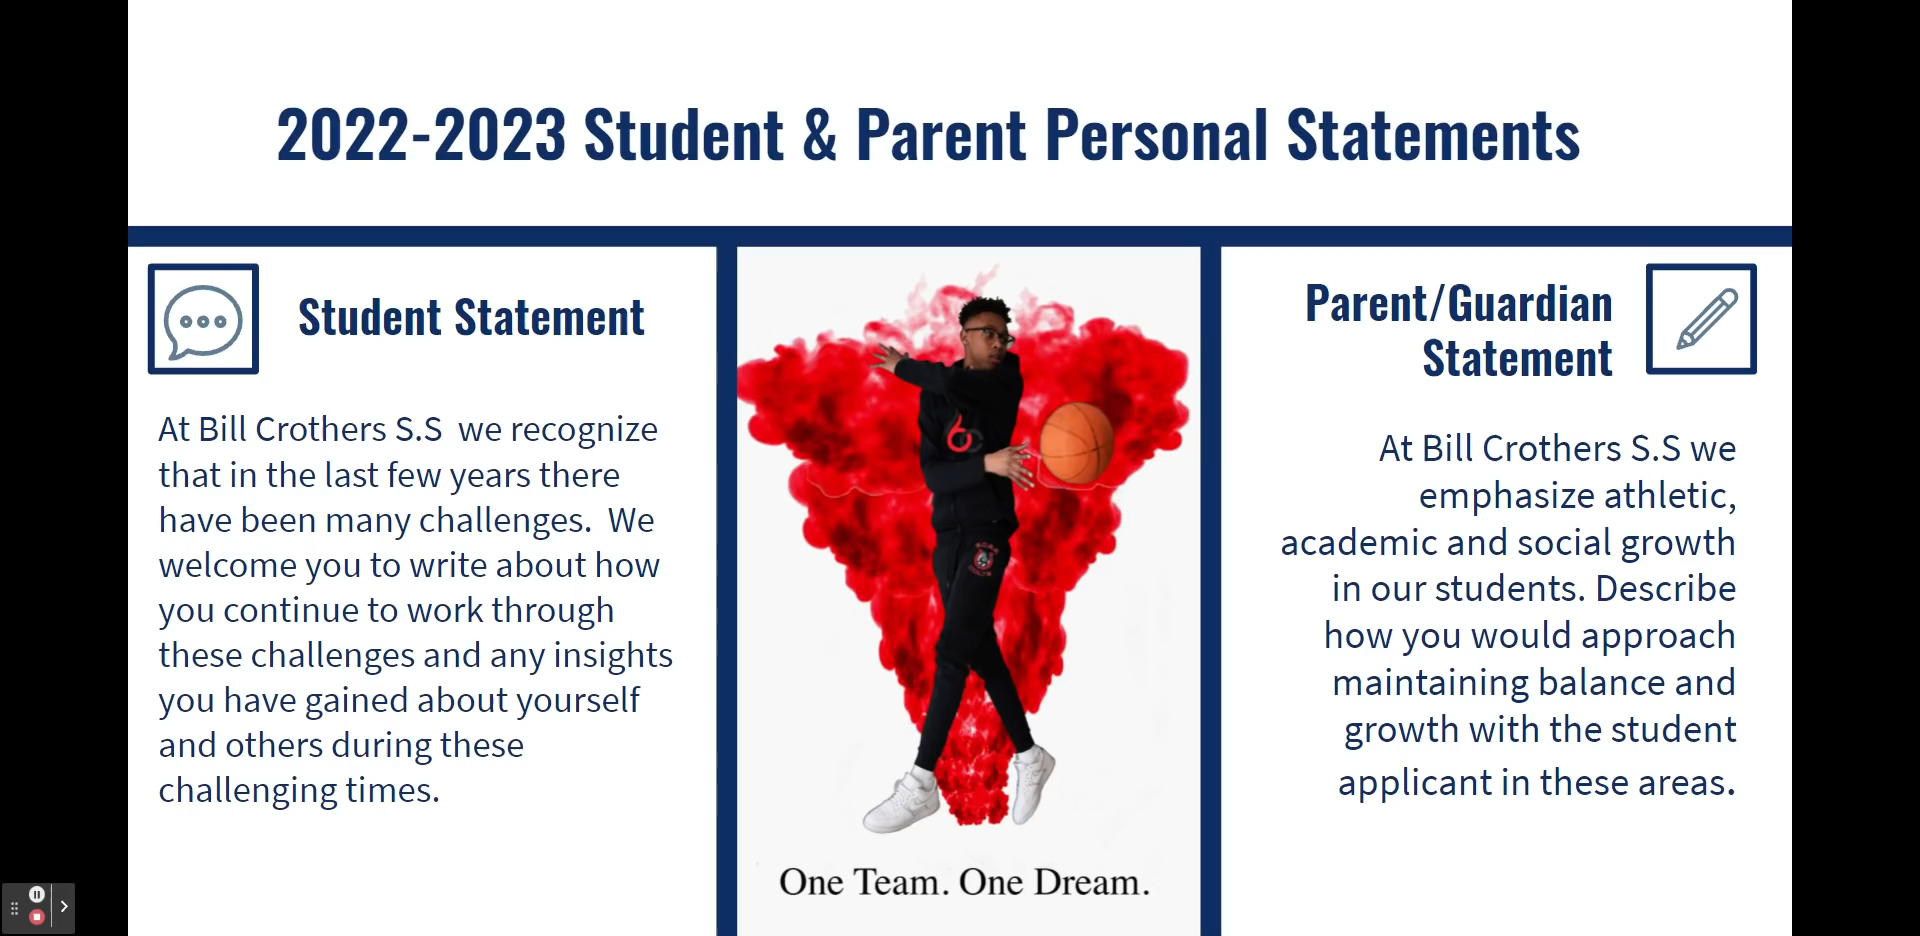 2022-2023 Student & Parent Personal Statements
Student Statement
At Bill Crothers S.S  we recognize
that in the last few years there
have been many challenges.  We
welcome you to write about how
you continue to work through
these challenges and any insights
you have gained about yourself
and others during these
challenging times.
One Team. One Dream.
Parent/Guardian
Statement
At Bill Crothers S.S we
emphasize athletic,
academic and social growth
in our students. Describe
how you would approach
maintaining balance and
growth with the student
applicant in these areas.